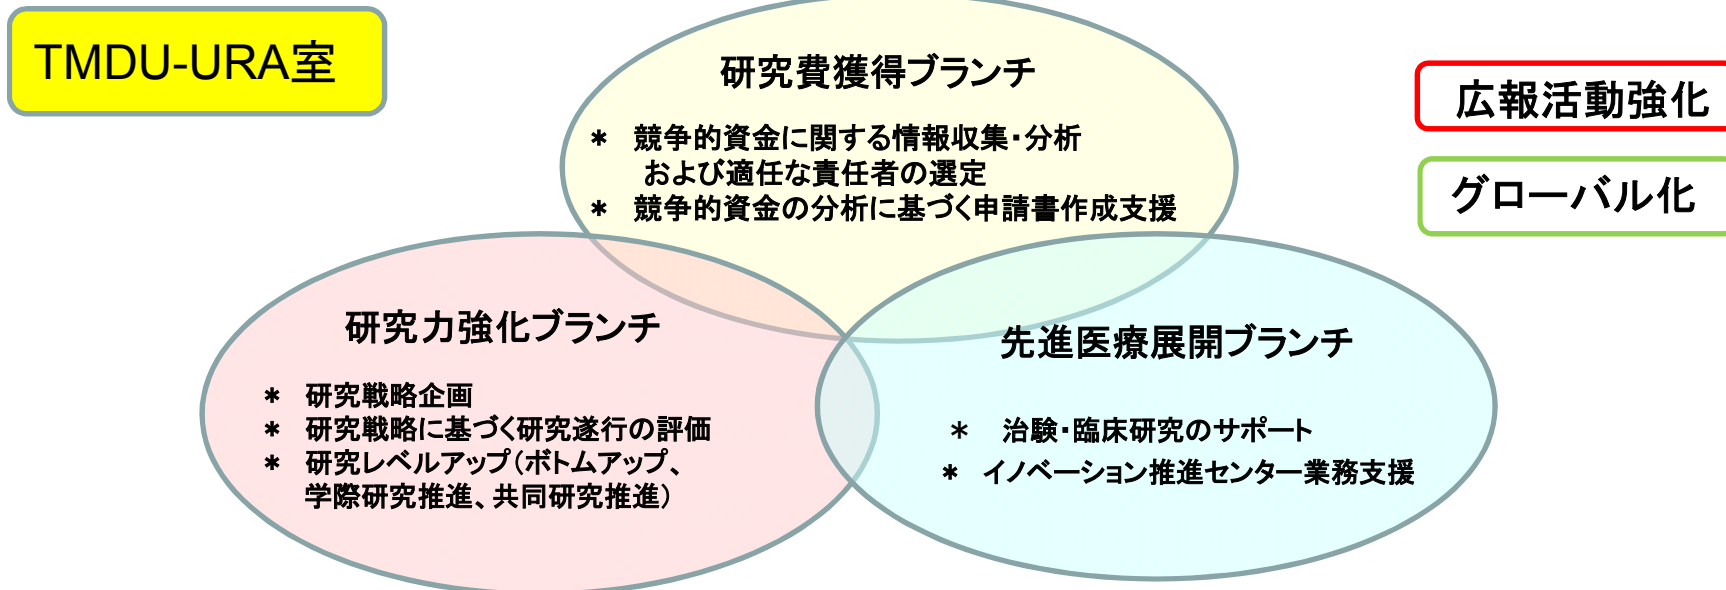 TMDU-URA室
研究費獲得ブランチ
＊ 競争的資金に関する情報収集・分析
および適任な責任者の選定
＊ 競争的資金の分析に基づく申請書作成支援
広報活動強化
グローバル化
研究力強化ブランチ
＊ 研究戦略企画
＊ 研究戦略に基づく研究遂行の評価
＊ 研究レベルアップ（ボトムアップ、
学際研究推進、共同研究推進）
先進医療展開ブランチ
＊ 治験・臨床研究のサポート
＊ イノベーション推進センター業務支援